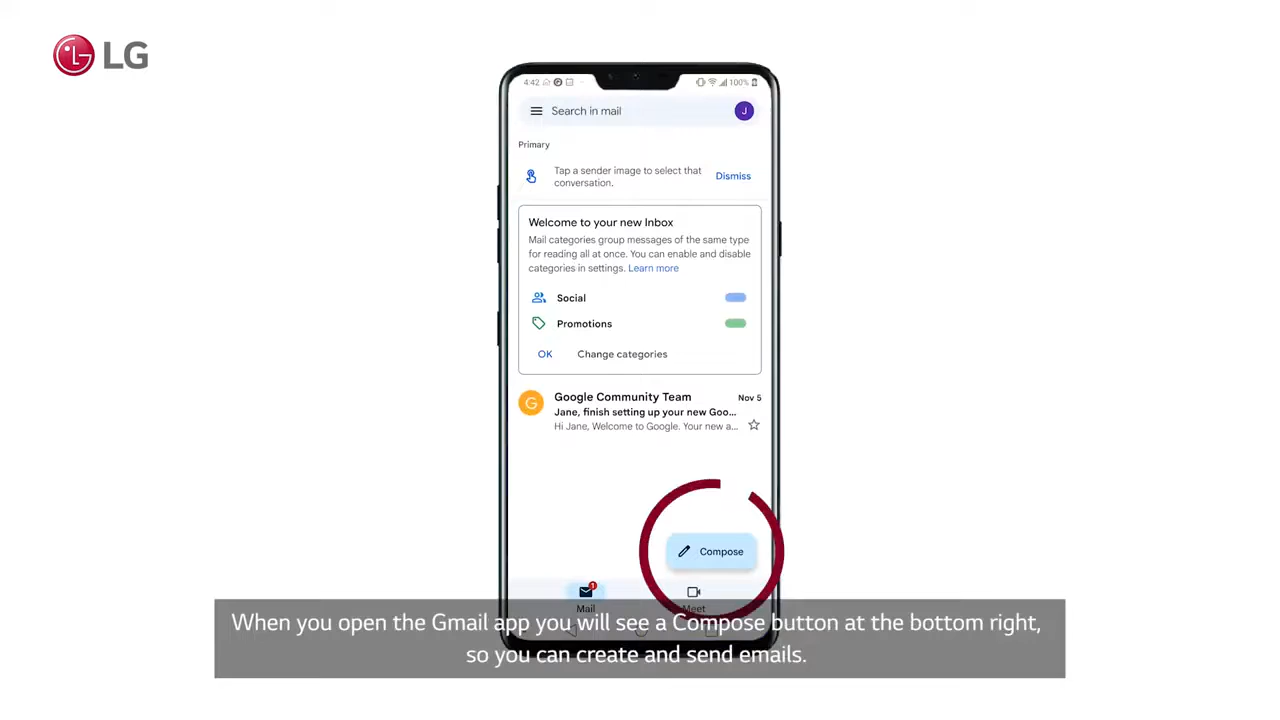 LG
4:42
100%
Search in mail
J
Primary
Tap a sender image to select that
conversation.
Dismiss
Welcome to your new Inbox
Mail categories group messages of the same type
for reading all at once. You can enable and disable
categories in settings. Learn more
Social
Promotions
OK Change categories
G
Google Community Team
Nov 5
Jane, finish setting up your new Goo...
Hi Jane, Welcome to Google. Your new a...
Compose
1
Mail
Meet
When you open the Gmail app you will see a Compose button at the bottom right,
so you can create and send emails.